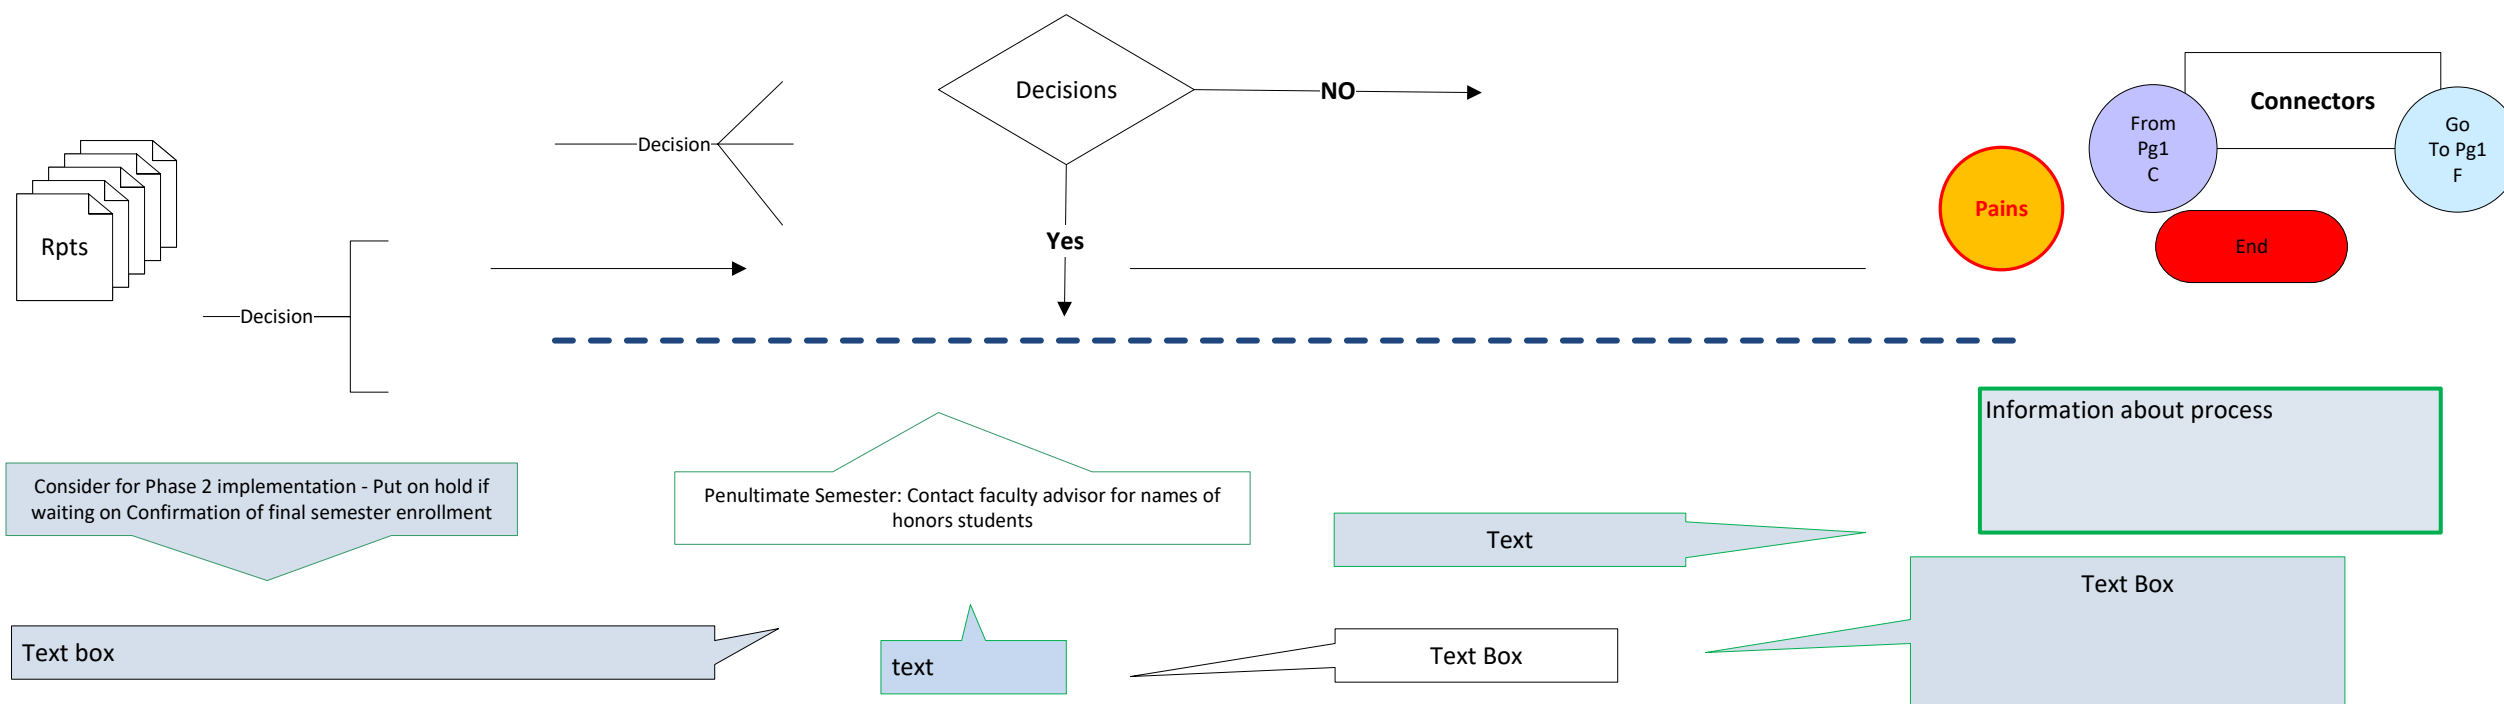 Decisions
NO
Connectors
From
Pg1
C
Go
To Pg1
F
Decision
Pains
Rpts
Yes
End
Decision
Information about process
Consider for Phase 2 implementation - Put on hold if
waiting on Confirmation of final semester enrollment
Penultimate Semester: Contact faculty advisor for names of
honors students
Text
Text Box
Text box
text
Text Box